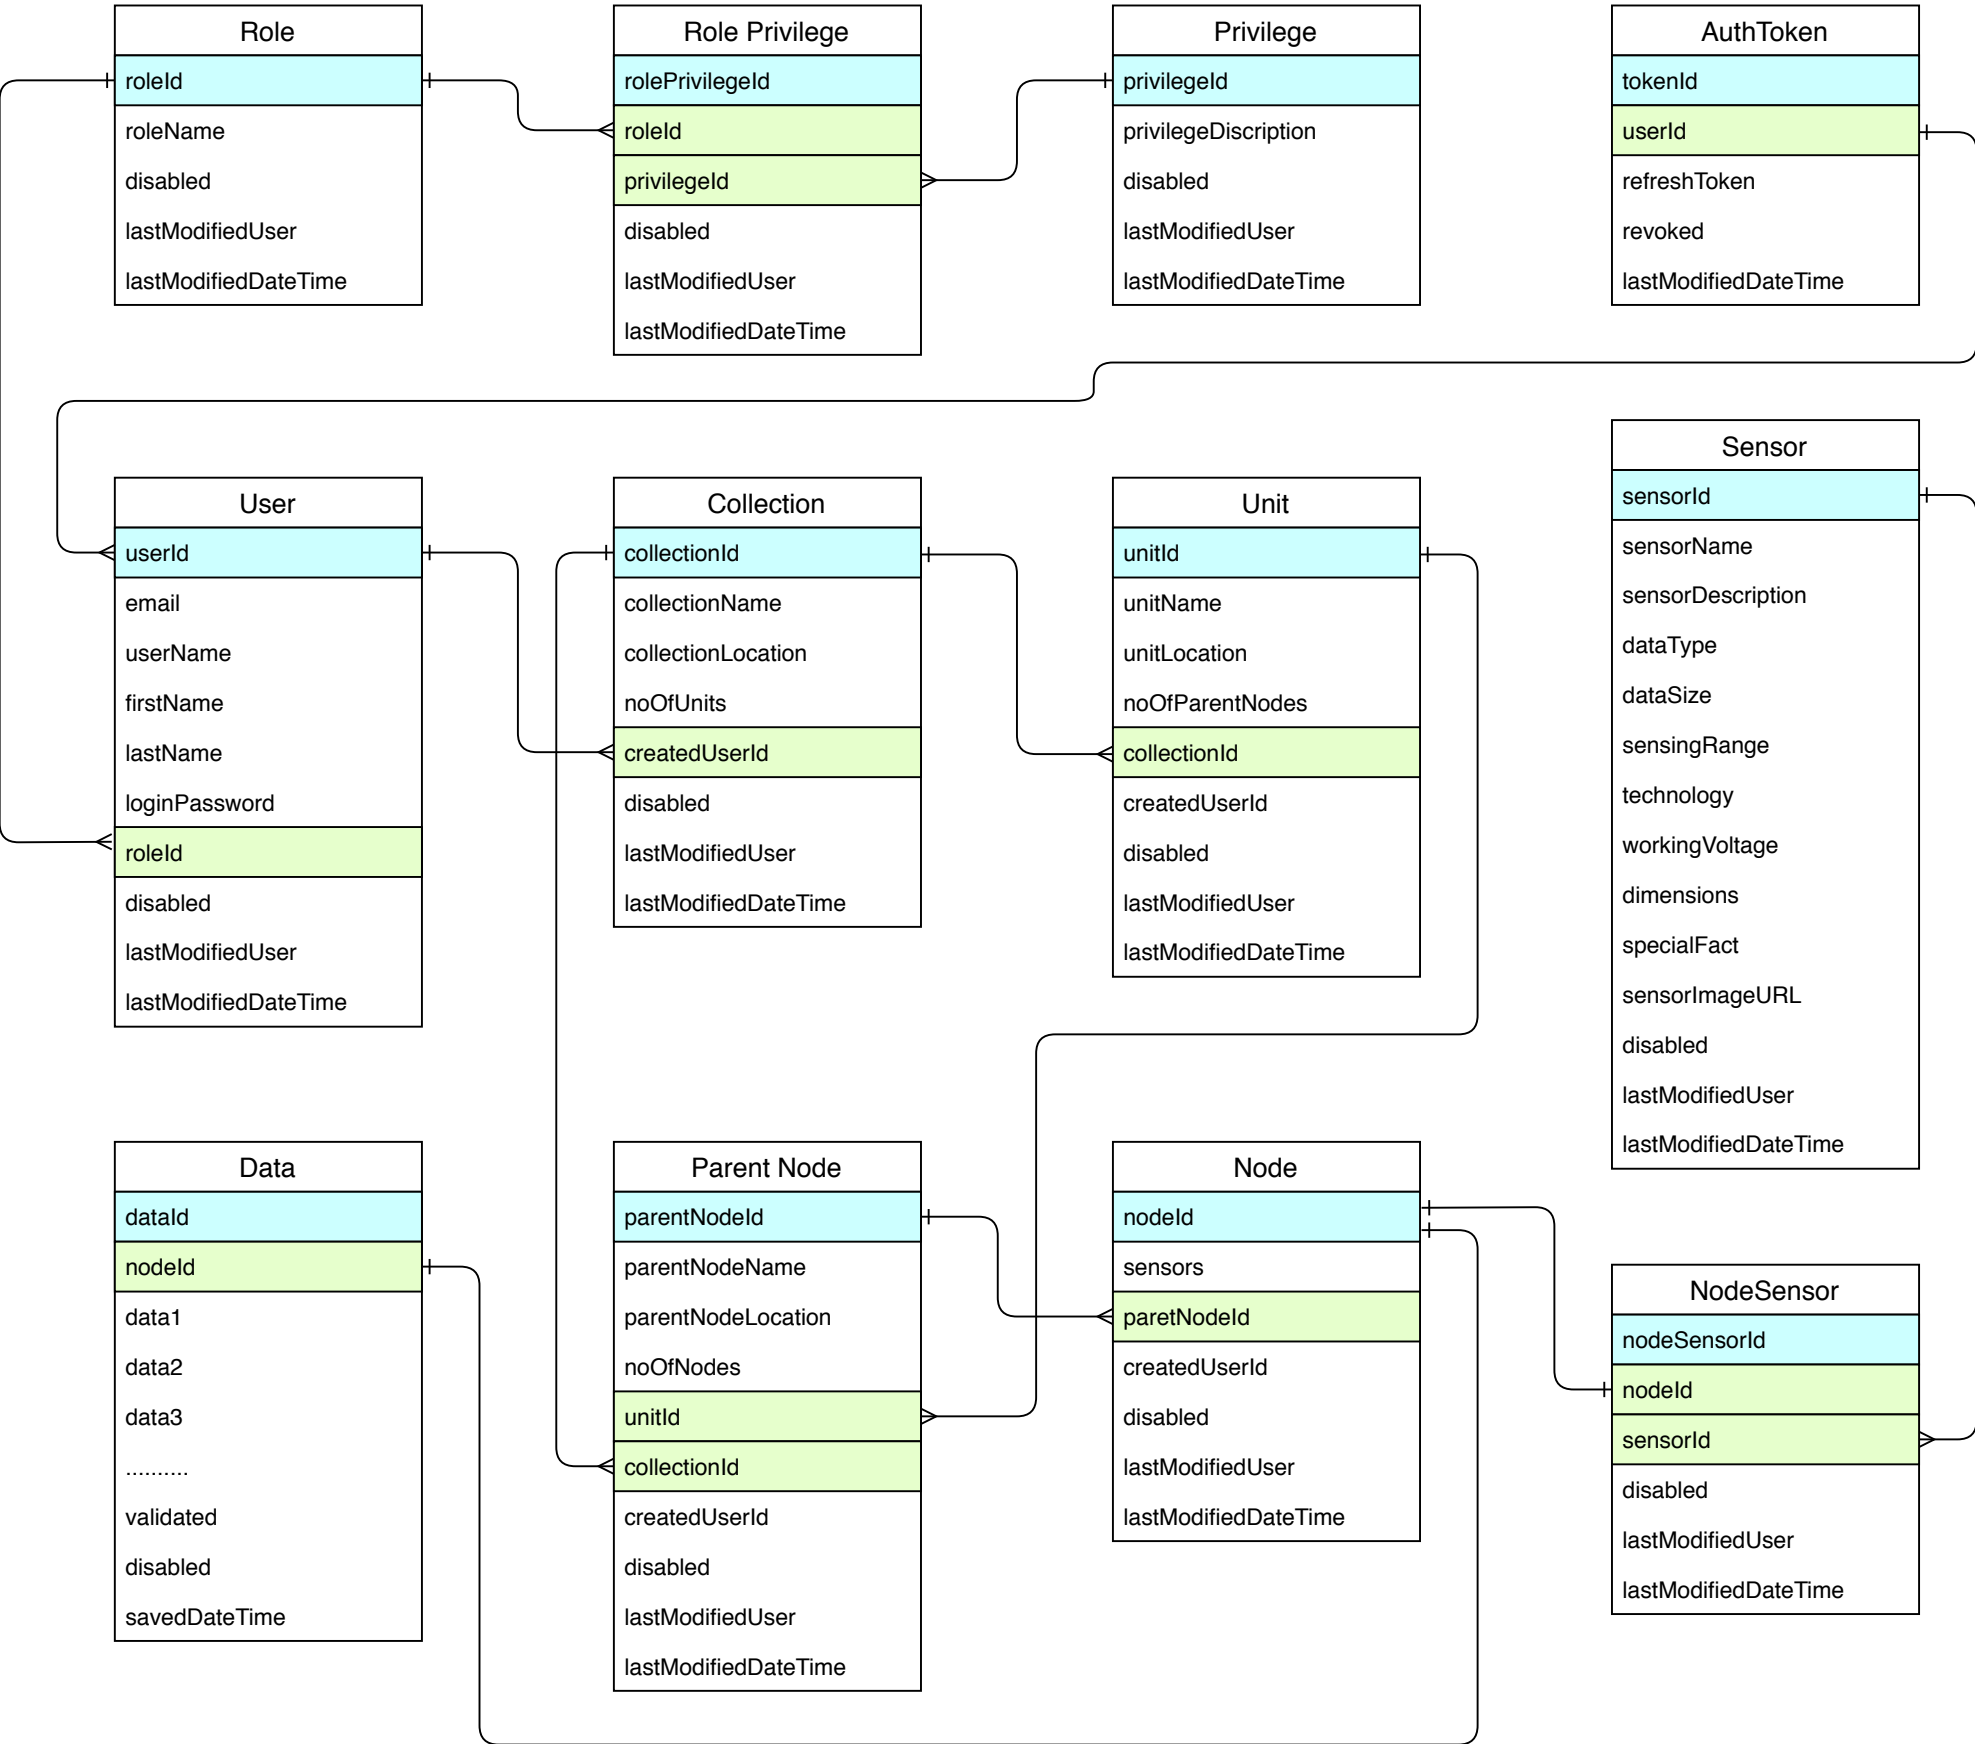 Role
roleId
roleName
disabled
lastModifiedUser
lastModifiedDateTime
Role Privilege
rolePrivilegeId
roleId
privilegeId
disabled
lastModifiedUser
lastModifiedDateTime
Privilege
privilegeId
privilegeDiscription
disabled
lastModifiedUser
lastModifiedDateTime
AuthToken
tokenId
userId
refreshToken
revoked
lastModifiedDateTime
User
userId
email
userName
firstName
lastName
loginPassword
roleId
disabled
lastModifiedUser
lastModifiedDateTime
Collection
collectionId
collectionName
collectionLocation
noOfUnits
createdUserId
disabled
lastModifiedUser
lastModifiedDateTime
Unit
unitId
unitName
unitLocation
noOfParentNodes
collectionId
createdUserId
disabled
lastModifiedUser
lastModifiedDateTime
Sensor
sensorId
sensorName
sensorDescription
dataType
dataSize
sensingRange
technology
workingVoltage
dimensions
specialFact
sensorImageURL
disabled
lastModifiedUser
lastModifiedDateTime
Data
dataId
nodeId
data1
data2
data3
..........
validated
disabled
savedDateTime
Parent Node
parentNodeId
parentNodeName
parentNodeLocation
noOfNodes
unitId
collectionId
createdUserId
disabled
lastModifiedUser
lastModifiedDateTime
Node
nodeId
sensors
paretNodeId
createdUserId
disabled
lastModifiedUser
lastModifiedDateTime
NodeSensor
nodeSensorId
nodeId
sensorId
disabled
lastModifiedUser
lastModifiedDateTime